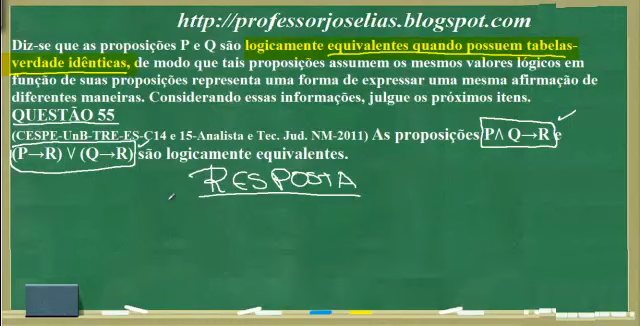 http://professorjoselias.blogspot.com
Diz-se que as proposições P e Q são logicamente equivalentes quando possuem tabelas-
verdade idênticas, de modo que tais proposições assumem os mesmos valores lógicos em
função de suas proposições representa uma forma de expressar uma mesma afirmação de
diferentes maneiras. Considerando essas informações, julgue os próximos itens.
QUESTÃO 55
(CESPE-UnB-TRE-ES-C14 e 15-Analista e Tec. Jud. NM-2011) As proposições P∧ Q→R e
(P→R) ∨ (Q→R) são logicamente equivalentes.
RESPOSTA